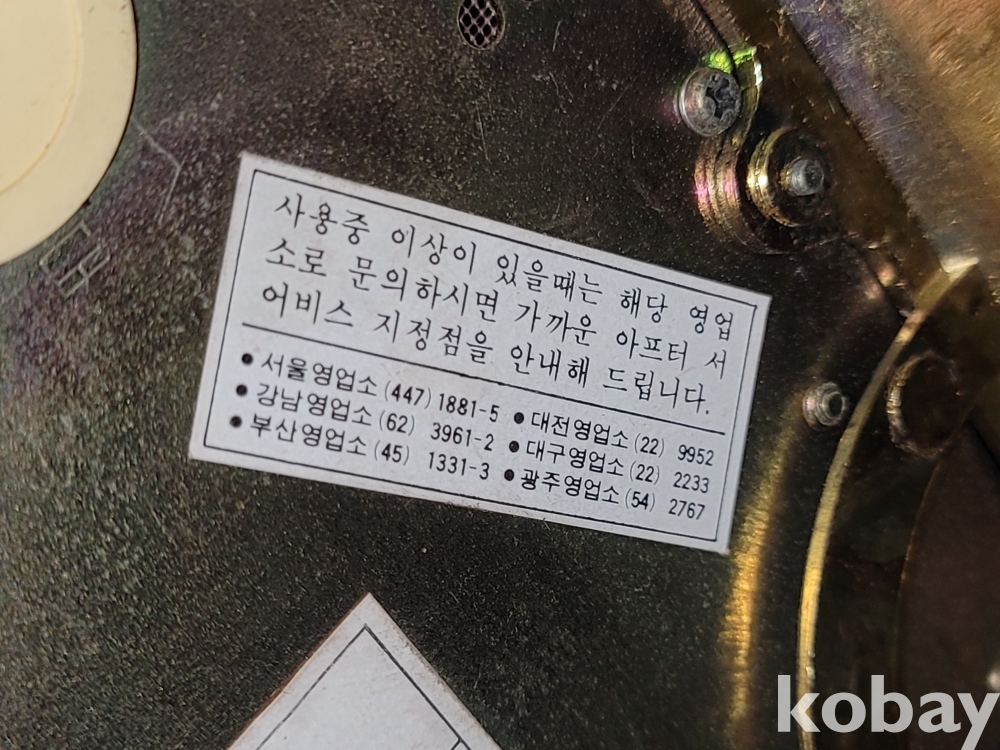 사용중 이상이 있을때는 해당 영업
소로 문의하시면 가까운 아프터 서
어비스 지정점을 안내해 드립니다.
● 서울영업소 (447) 1881-5 ● 대전영업소 (22) 9952
● 강남영업소 (62) 3961-2 ● 대구영업소 (22) 2233
● 부산영업소 (45) 1331-3 ● 광주영업소 (54) 2767
kobay